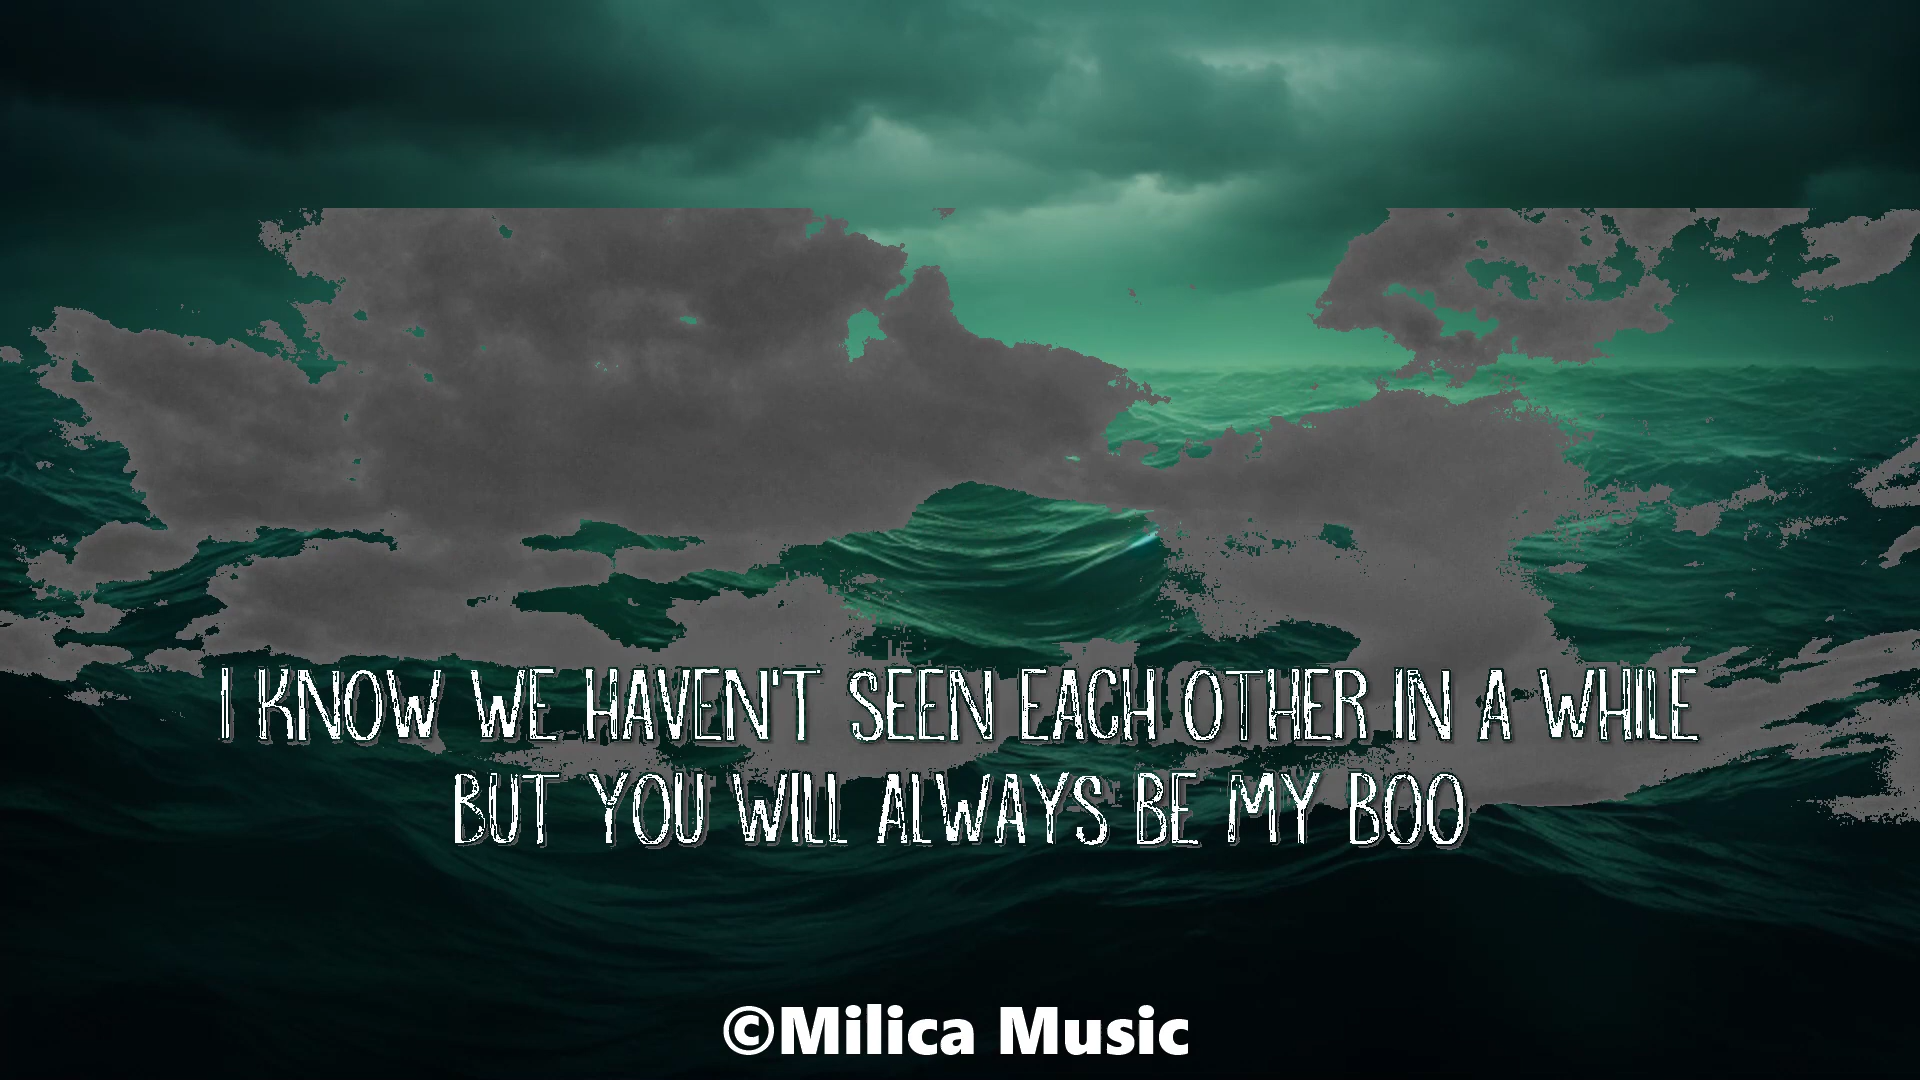 I KNOW WE HAVEN'T SEEN EACH OTHER IN A WHILE
BUT YOU WILL ALWAYS BE MY BOO
©Milica Music